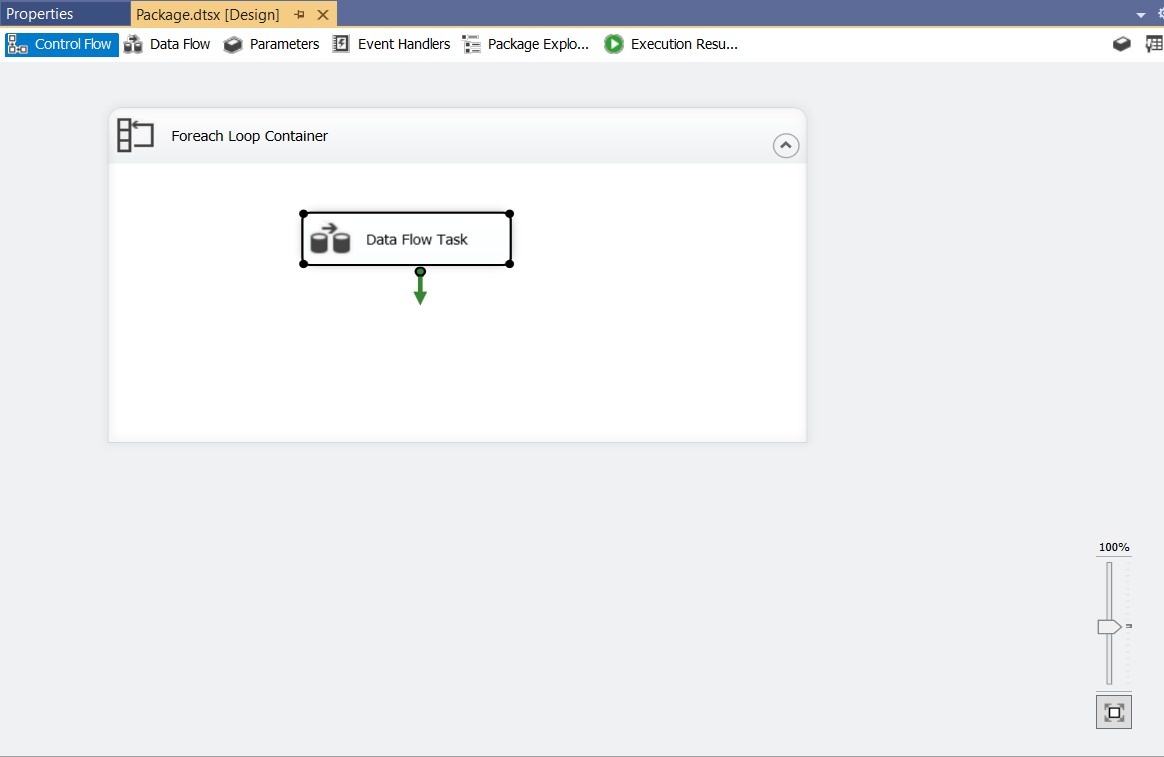 Properties
Package.dtsx [Design]
Control Flow
Data Flow
Parameters
Event Handlers
Package Explo...
Execution Resu...
Foreach Loop Container
Data Flow Task
100%